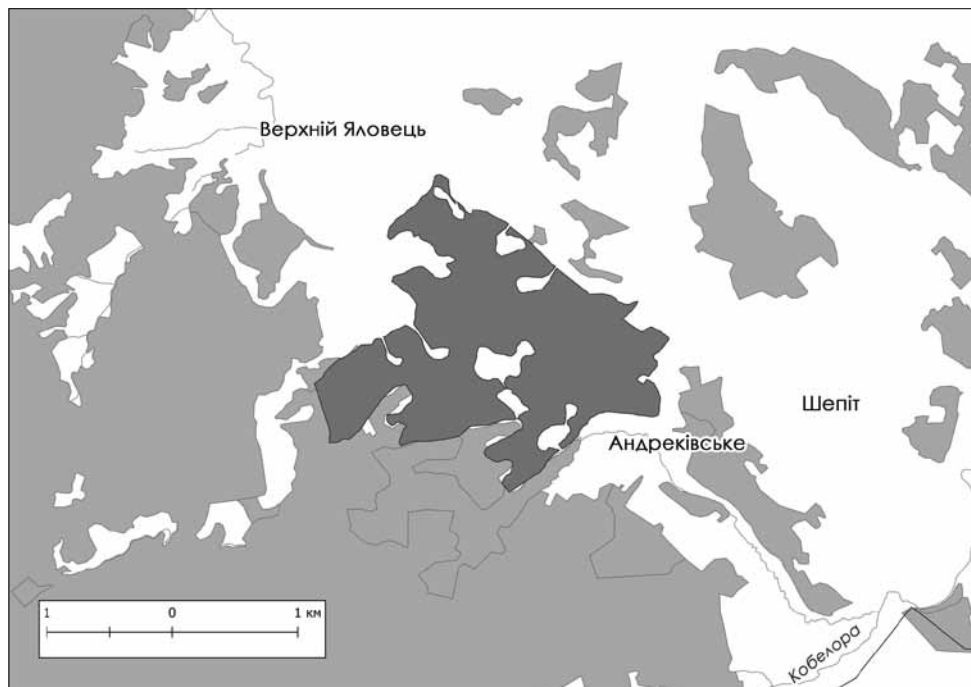 Верхній Яловець
Шепіт
Андреківське
Кобелора
1 0 1 км